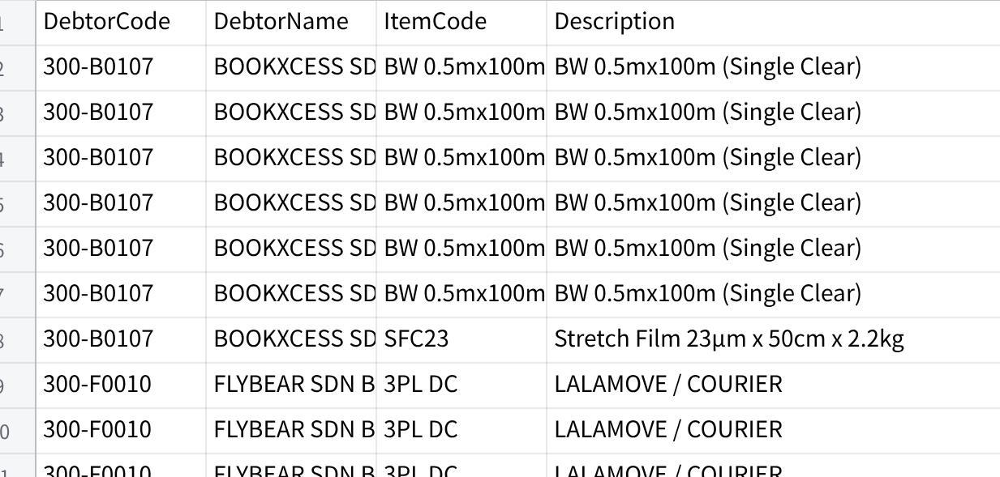 DebtorCode DebtorName ItemCode Description
2 300-B0107 BOOKXCESS SD BW 0.5mx100m BW 0.5mx100m (Single Clear)
3 300-B0107 BOOKXCESS SD BW 0.5mx100m BW 0.5mx100m (Single Clear)
4 300-B0107 BOOKXCESS SD BW 0.5mx100m BW 0.5mx100m (Single Clear)
5 300-B0107 BOOKXCESS SD BW 0.5mx100m BW 0.5mx100m (Single Clear)
6 300-B0107 BOOKXCESS SD BW 0.5mx100m BW 0.5mx100m (Single Clear)
7 300-B0107 BOOKXCESS SD BW 0.5mx100m BW 0.5mx100m (Single Clear)
8 300-B0107 BOOKXCESS SD SFC23 Stretch Film 23µm x 50cm x 2.2kg
9 300-F0010 FLYBEAR SDN B 3PL DC LALAMOVE / COURIER
0 300-F0010 FLYBEAR SDN B 3PL DC LALAMOVE / COURIER
1 300-F0010 FLYBEAR SDN B 3PL DC LALAMOVE / COURIER